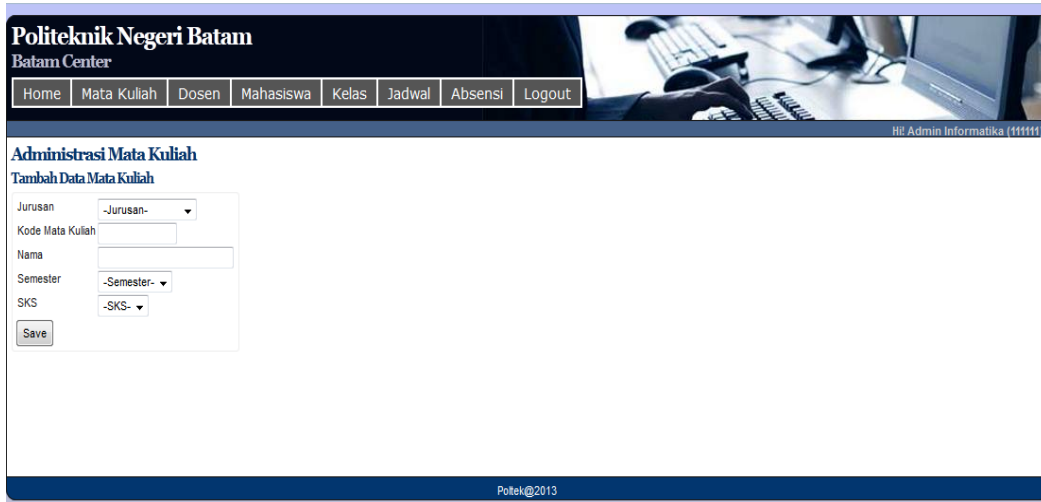 Politeknik Negeri Batam
Batam Center
Home Mata Kuliah Dosen Mahasiswa Kelas Jadwal Absensi Logout
Hi! Admin Informatika (111111
Administrasi Mata Kuliah
Tambah Data Mata Kuliah
Jurusan -Jurusan-
Kode Mata Kuliah
Nama
Semester -Semester-
SKS -SKS-
Save
Poltek@2013